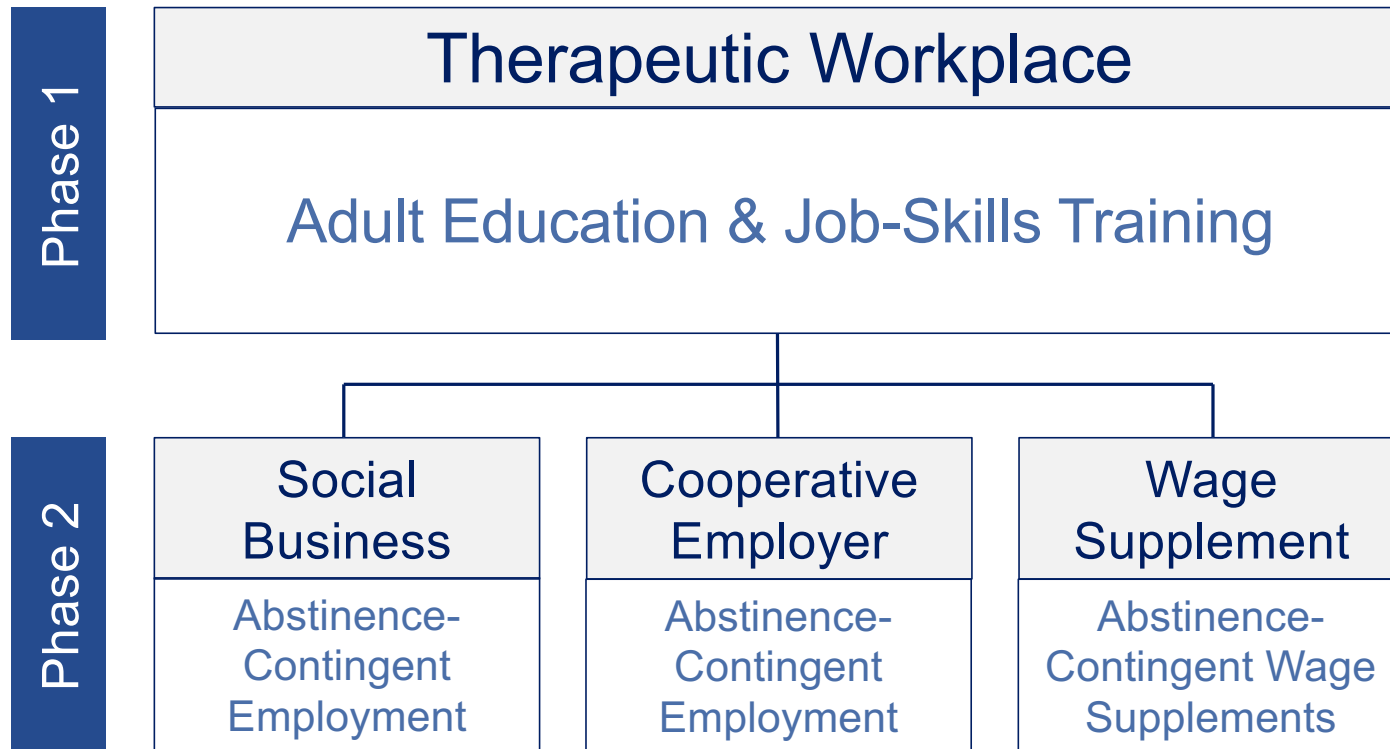 Phase 1
Therapeutic Workplace
Adult Education & Job-Skills Training
Phase 2
Social
Business
Abstinence-
Contingent
Employment
Cooperative
Employer
Abstinence-
Contingent
Employment
Wage
Supplement
Abstinence-
Contingent Wage
Supplements